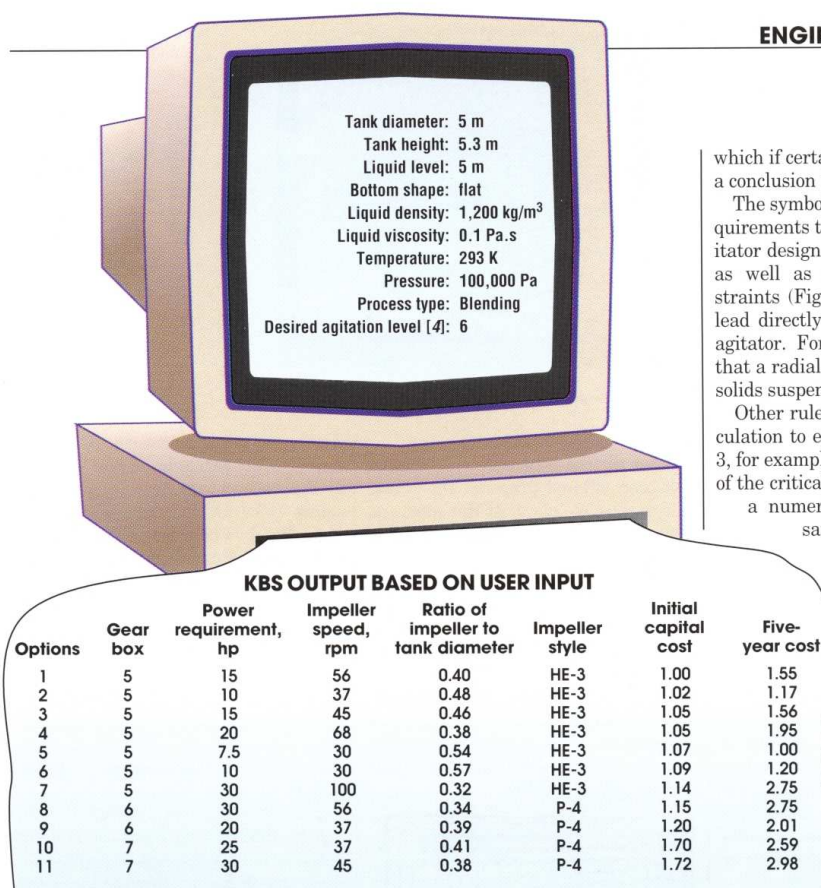 ENGI
Tank diameter: 5 m
Tank height: 5.3 m
Liquid level: 5 m
Bottom shape: flat
Liquid density: 1,200 kg/m³
Liquid viscosity: 0.1 Pa.s
Temperature: 293 K
Pressure: 100,000 Pa
Process type: Blending
Desired agitation level [4]: 6
which if certa
a conclusion
The symbo
quirements t
itator design
as well as
straints (Fig
lead directly
agitator. For
that a radial
solids suspen
Other rule
culation to e
3, for exampl
of the critica
a numer
sa
KBS OUTPUT BASED ON USER INPUT
Options Gear box Power requirement, hp Impeller speed, rpm Ratio of impeller to tank diameter Impeller style Initial capital cost Five-year cost
1 5 15 56 0.40 HE-3 1.00 1.55
2 5 10 37 0.48 HE-3 1.02 1.17
3 5 15 45 0.46 HE-3 1.05 1.56
4 5 20 68 0.38 HE-3 1.05 1.95
5 5 7.5 30 0.54 HE-3 1.07 1.00
6 5 10 30 0.57 HE-3 1.09 1.20
7 5 30 100 0.32 HE-3 1.14 2.75
8 6 30 56 0.34 P-4 1.15 2.75
9 6 20 37 0.39 P-4 1.20 2.01
10 7 25 37 0.41 P-4 1.70 2.59
11 7 30 45 0.38 P-4 1.72 2.98